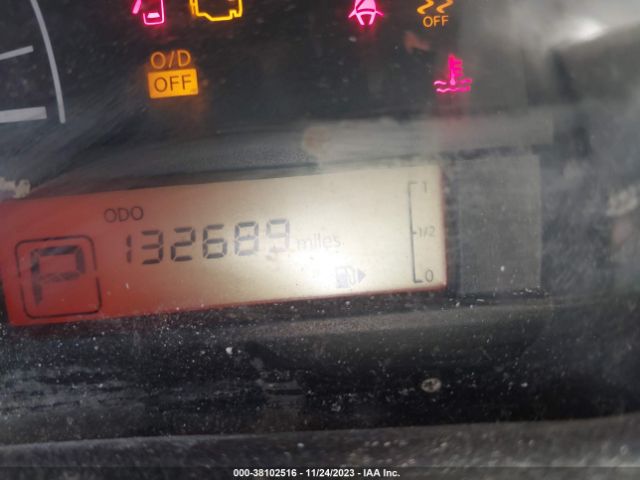 OFF
O/D
OFF
ODO
132689 miles
P
1
1/2
0
000-38102516 - 11/24/2023 - IAA Inc.